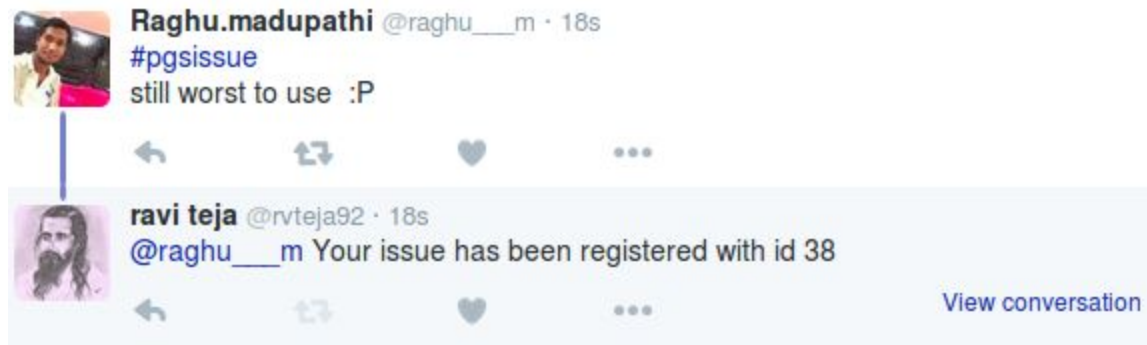 Raghu.madupathi @raghu___m · 18s
#pgsissue
still worst to use :P
ravi teja @rvteja92 · 18s
@raghu___m Your issue has been registered with id 38
View conversation